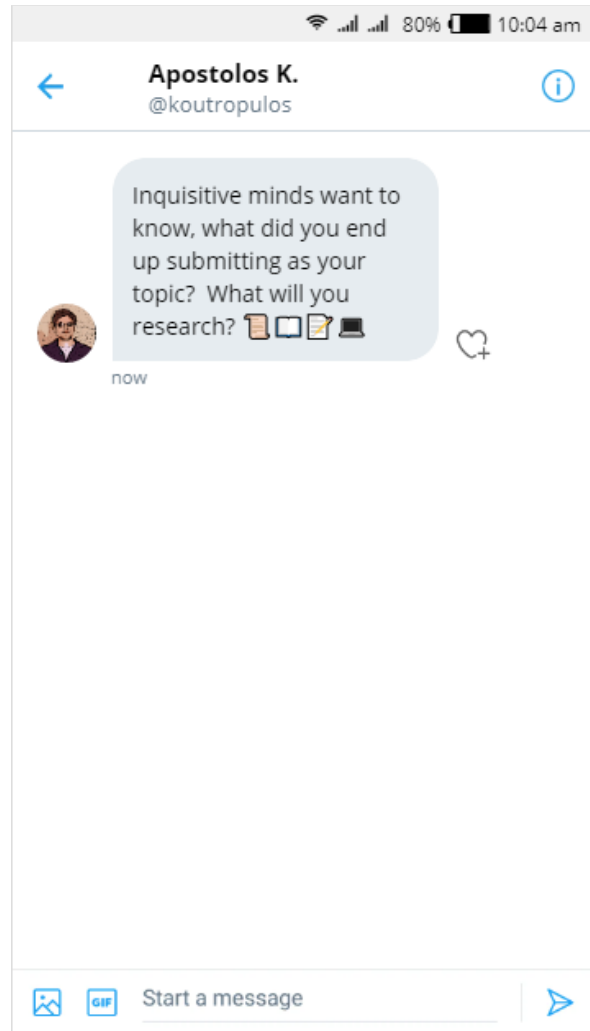 80% 10:04 am
Apostolos K.
@koutropulos
Inquisitive minds want to
know, what did you end
up submitting as your
topic?  What will you
research? 📜📖📝💻
now
GIF Start a message